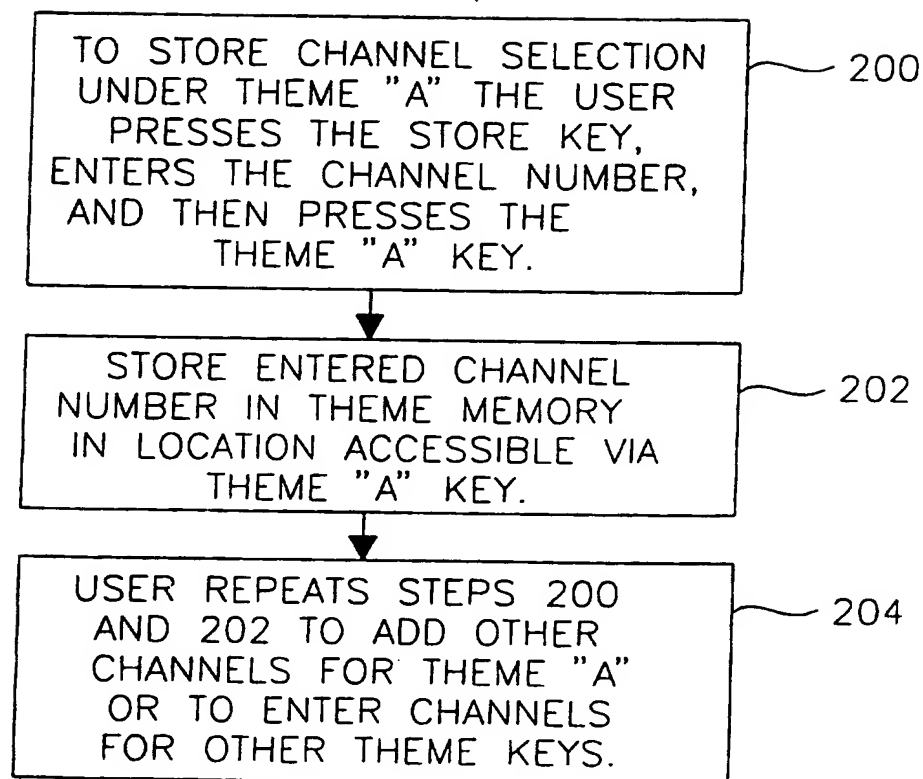 TO STORE CHANNEL SELECTION
UNDER THEME "A" THE USER
PRESSES THE STORE KEY,
ENTERS THE CHANNEL NUMBER,
AND THEN PRESSES THE
THEME "A" KEY.
200
STORE ENTERED CHANNEL
NUMBER IN THEME MEMORY
IN LOCATION ACCESSIBLE VIA
THEME "A" KEY.
202
USER REPEATS STEPS 200
AND 202 TO ADD OTHER
CHANNELS FOR THEME "A"
OR TO ENTER CHANNELS
FOR OTHER THEME KEYS.
204